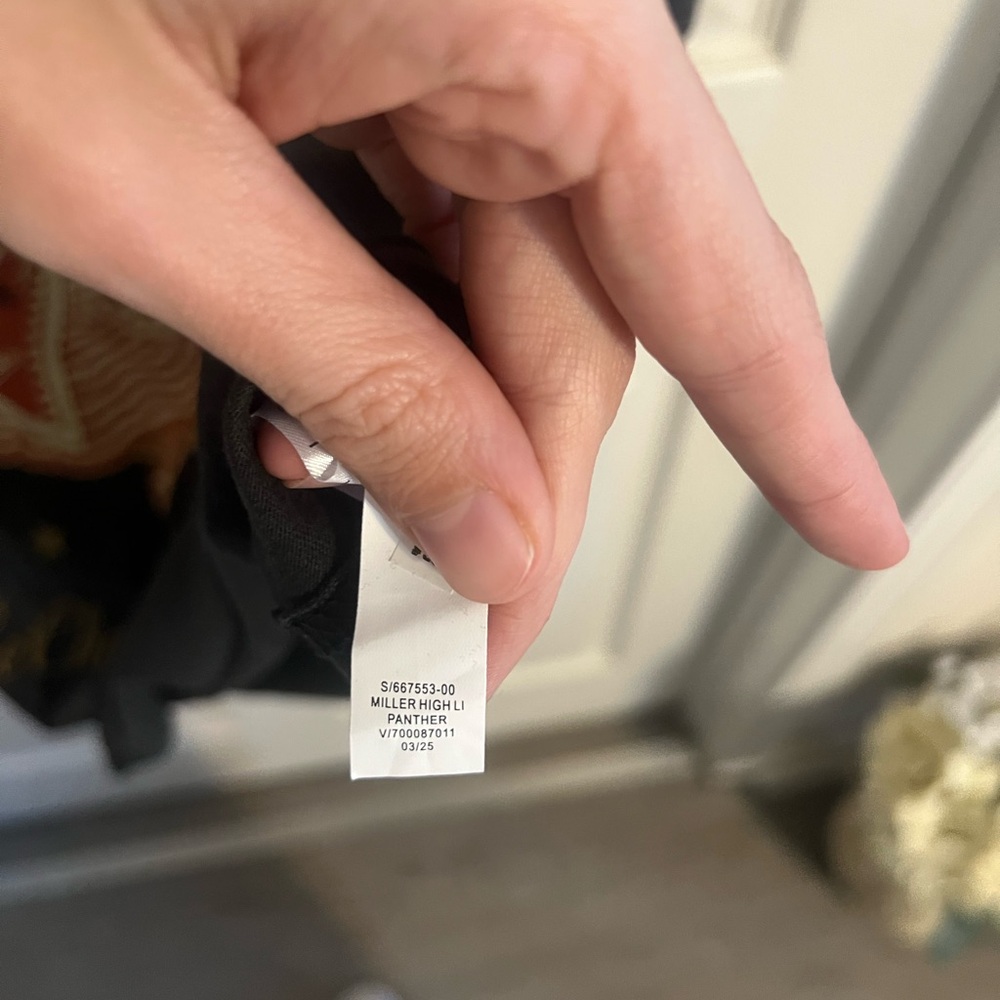 S/667553-00
MILLER HIGH LI
PANTHER
V/700087011
03/25